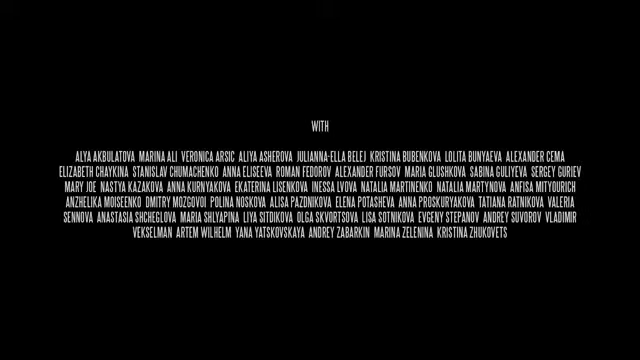 WITH
ALYA AKBULATOVA MARINA ALI VERONICA ARSIC ALIYA ASHEROVA JULIANNA-ELLA BELEJ KRISTINA BUBENKOVA LOLITA BUNYAEVA ALEXANDER CEMA
ELIZABETH CHAYKINA STANISLAV CHUMACHENKO ANNA ELISEEVA ROMAN FEDOROV ALEXANDER FURSOV MARIA GLUSHKOVA SABINA GULIYEVA SERGEY GURIEV
MARY JOE NASTYA KAZAKOVA ANNA KURNYAKOVA EKATERINA LISENKOVA INESSA LVOVA NATALIA MARTINENKO NATALIA MARTYNOVA ANFISA MITYOURICH
ANZHELIKA MOISEENKO DMITRY MOZGOVOI POLINA NOSKOVA ALISA PAZDNIKOVA ELENA POTASHEVA ANNA PROSKURYAKOVA TATIANA RATNIKOVA VALERIA
SENNOVA ANASTASIA SHCHEGLOVA MARIA SHLYAPINA LIYA SITDIKOVA OLGA SKVORTSOVA LISA SOTNIKOVA EVGENY STEPANOV ANDREY SUVOROV VLADIMIR
VEKSELMAN ARTEM WILHELM YANA YATSKOVSKAYA ANDREY ZABARKIN MARINA ZELENINA KRISTINA ZHUKOVETS